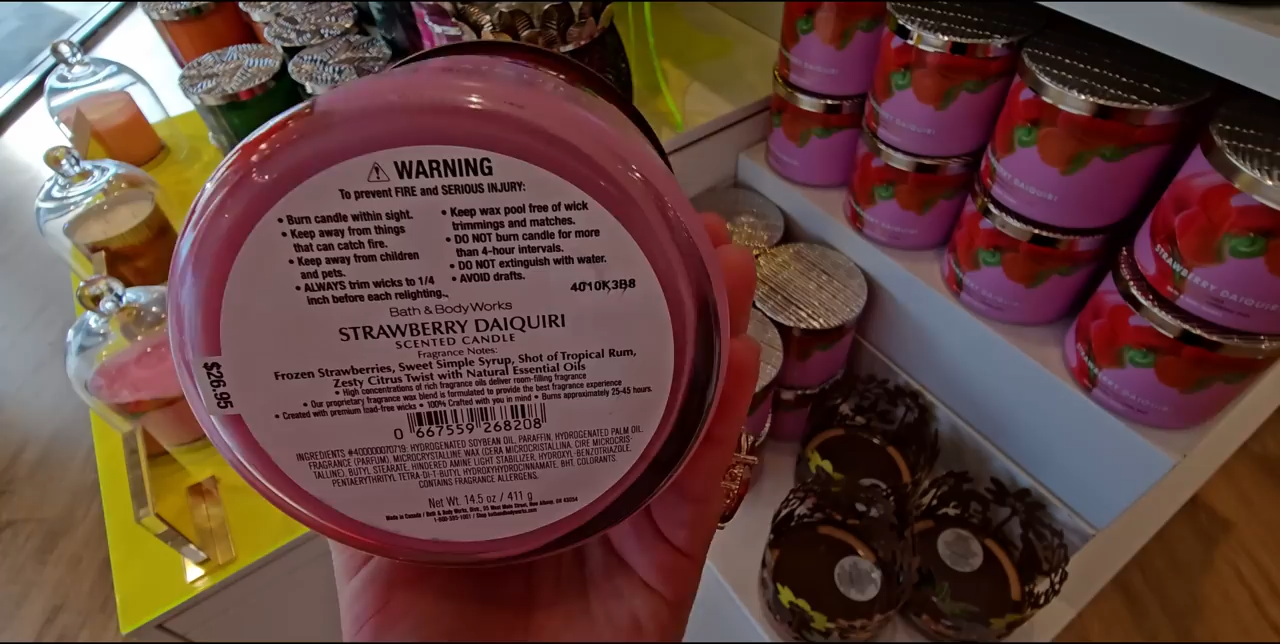 WARNING
To prevent FIRE and SERIOUS INJURY:
• Burn candle within sight.
• Keep away from things
that can catch fire.
• Keep away from children
and pets.
• ALWAYS trim wicks to 1/4
inch before each relighting.
• Keep wax pool free of wick
trimmings and matches.
• DO NOT burn candle for more
than 4-hour intervals.
• DO NOT extinguish with water.
• AVOID drafts.
4010K3B8
Bath & Body Works
STRAWBERRY DAIQUIRI
SCENTED CANDLE
Fragrance Notes:
Frozen Strawberries, Sweet Simple Syrup, Shot of Tropical Rum,
Zesty Citrus Twist with Natural Essential Oils
• High concentrations of rich fragrance oils deliver room-filling fragrance
• Our proprietary fragrance wax blend is formulated to provide the best fragrance experience
• Created with premium lead-free wicks • 100% Crafted with you in mind • Burns approximately 25-45 hours.
$26.95
0 667559 268208
INGREDIENTS #400000070719: HYDROGENATED SOYBEAN OIL, PARAFFIN, HYDROGENATED PALM OIL,
FRAGRANCE (PARFUM), MICROCRYSTALLINE WAX (CERA MICROCRISTALLINA, CIRE MICROCRIS-
TALLINE), BUTYL STEARATE, HINDERED AMINE LIGHT STABILIZER, HYDROXYL-BENZOTRIAZOLE,
PENTAERYTHRITYL TETRA-DI-T-BUTYL HYDROXYHYDROCINNAMATE, BHT, COLORANTS.
CONTAINS FRAGRANCE ALLERGENS.
Net Wt. 14.5 oz / 411 g
Made in Canada / Bath & Body Works,
STRAWBERRY DAIQUIRI
STRAWBERRY DAIQUIRI